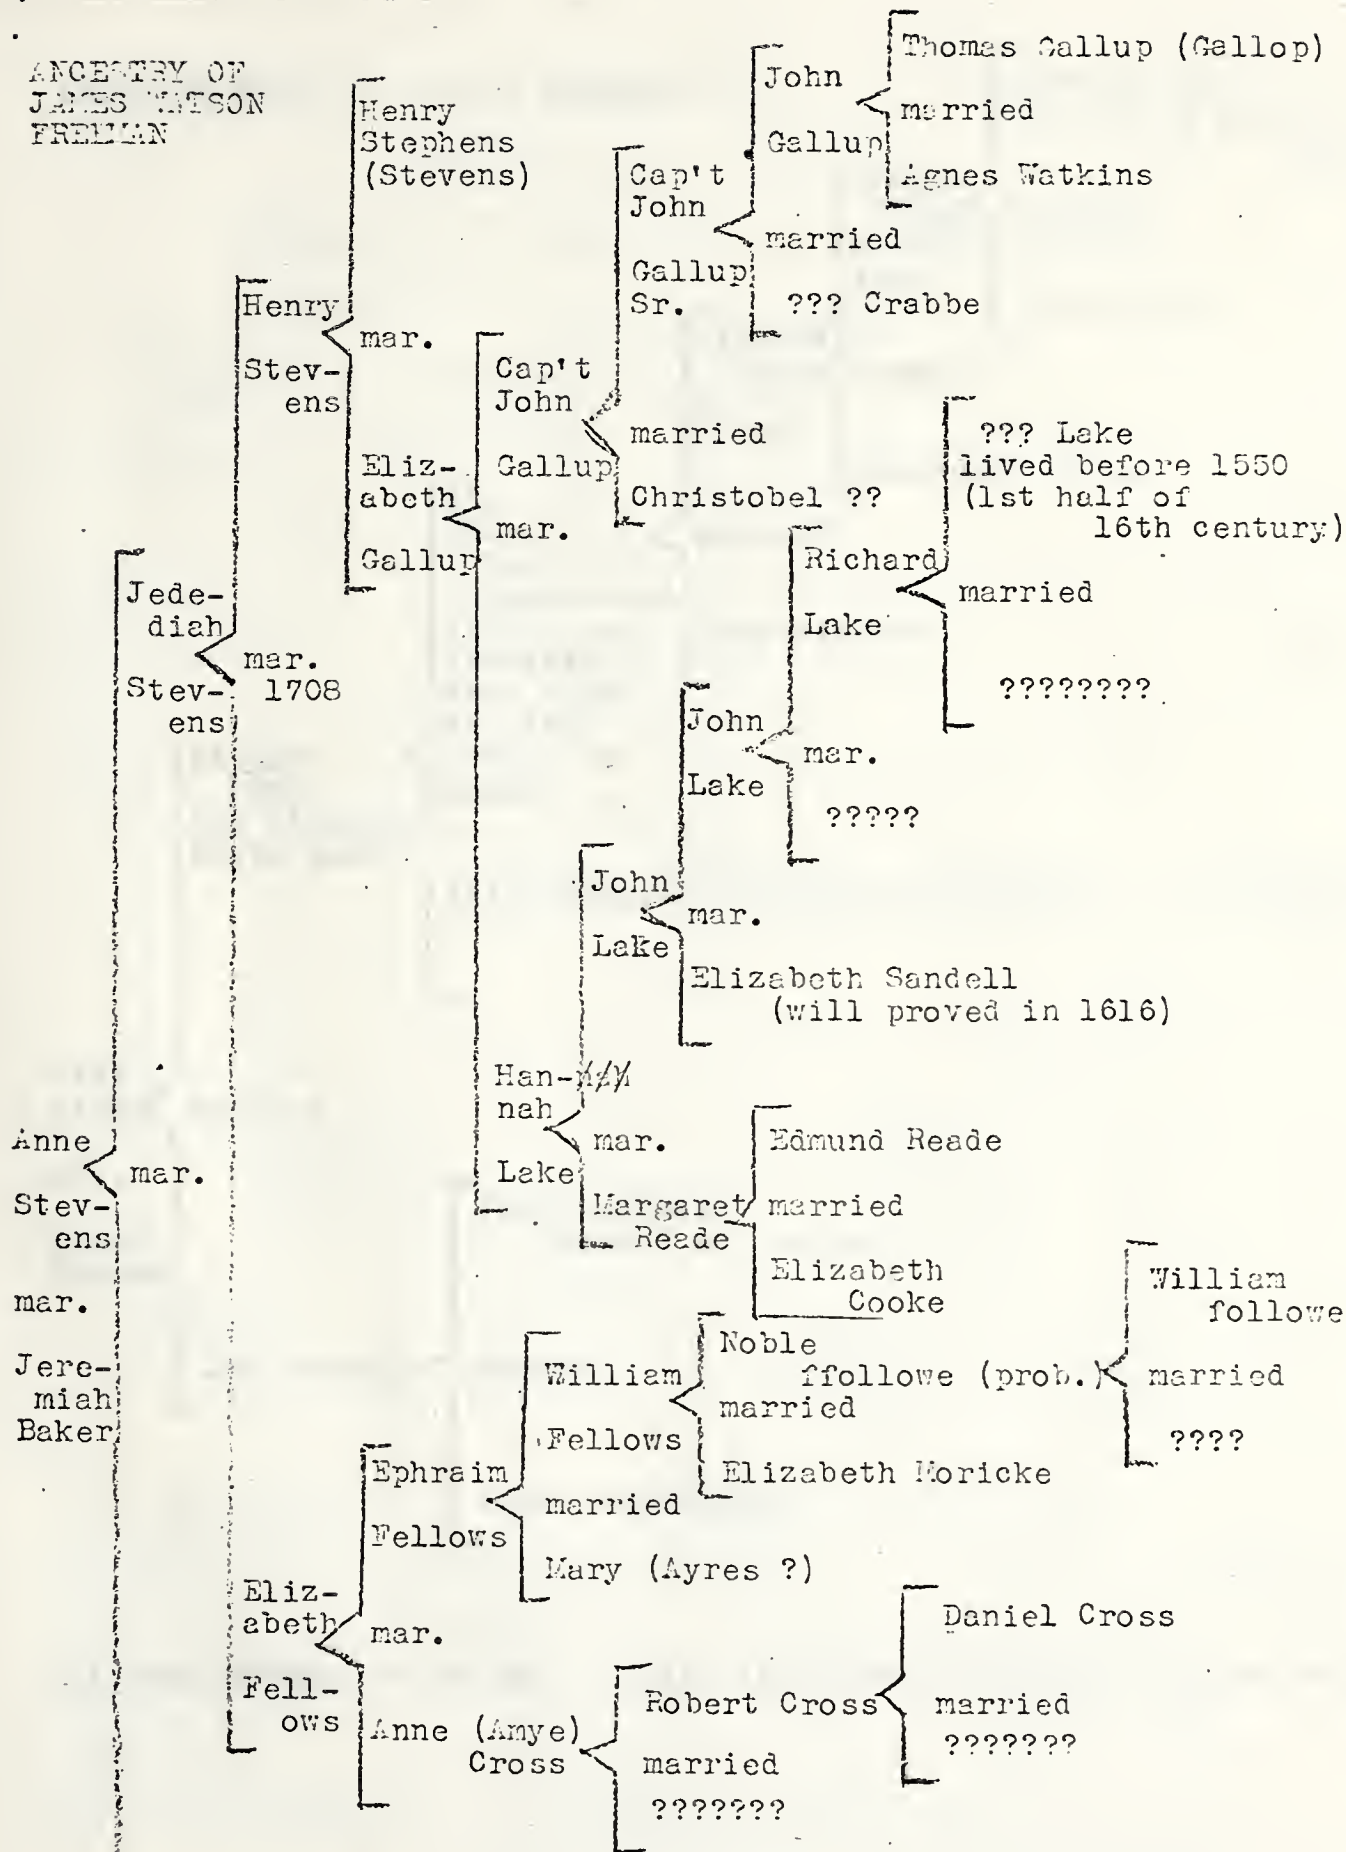 ANCESTRY OF
JAMES WATSON
FREEMAN
Thomas Gallup (Gallop)
married
Agnes Watkins
John
Gallup
married
??? Crabbe
Cap't
John
Gallup
Sr.
married
Christobel ??
Henry
Stephens
(Stevens)
mar.
Eliz-
abeth
Gallup
Henry
Stev-
ens
Cap't
John
Gallup
mar.
??? Lake
lived before 1550
(1st half of
16th century)
married
????????
Richard
Lake
mar.
?????
John
Lake
mar.
Elizabeth Sandell
(will proved in 1616)
John
Lake
mar.
Margaret
Reade
Han-
nah
Lake
Edmund Reade
married
Elizabeth
Cooke
Jede-
diah
Stev-
ens
mar.
1708
Anne
Stev-
ens
mar.
Jere-
miah
Baker
mar.
William
followe
married
????
Noble
ffollowe (prob.)
married
Elizabeth Moricke
William
Fellows
married
Mary (Ayres ?)
Ephraim
Fellows
mar.
Anne (Amye)
Cross
Eliz-
abeth
Fell-
ows
Robert Cross
married
???????
Daniel Cross
married
???????